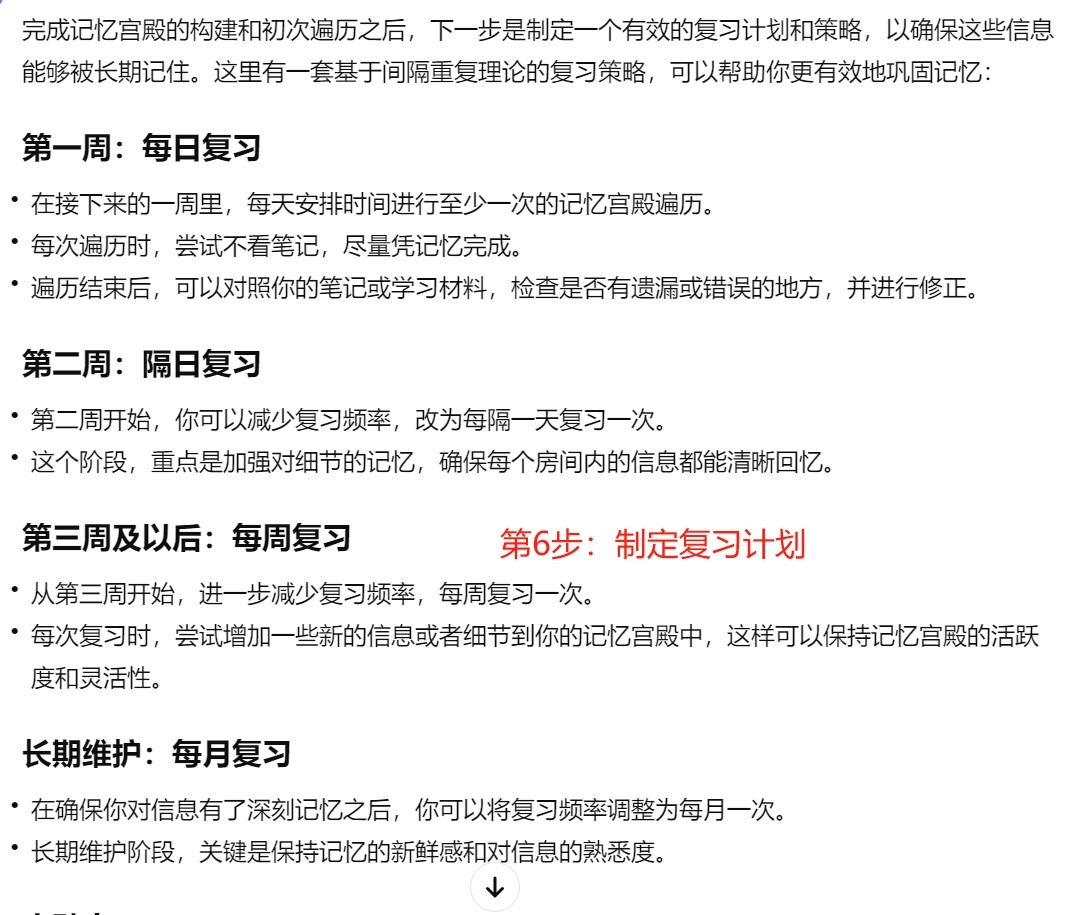 完成记忆宫殿的构建和初次遍历之后，下一步是制定一个有效的复习计划和策略，以确保这些信息
能够被长期记住。这里有一套基于间隔重复理论的复习策略，可以帮助你更有效地巩固记忆：
第一周：每日复习
• 在接下来的一周里，每天安排时间进行至少一次的记忆宫殿遍历。
• 每次遍历时，尝试不看笔记，尽量凭记忆完成。
• 遍历结束后，可以对照你的笔记或学习材料，检查是否有遗漏或错误的地方，并进行修正。
第二周：隔日复习
• 第二周开始，你可以减少复习频率，改为每隔一天复习一次。
• 这个阶段，重点是加强对细节的记忆，确保每个房间内的信息都能清晰回忆。
第三周及以后：每周复习
第6步：制定复习计划
• 从第三周开始，进一步减少复习频率，每周复习一次。
• 每次复习时，尝试增加一些新的信息或者细节到你的记忆宫殿中，这样可以保持记忆宫殿的活跃
度和灵活性。
长期维护：每月复习
• 在确保你对信息有了深刻记忆之后，你可以将复习频率调整为每月一次。
• 长期维护阶段，关键是保持记忆的新鲜感和对信息的熟悉度。